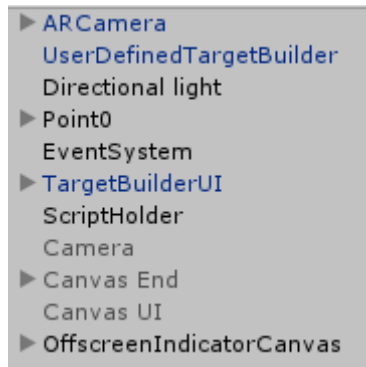 ARCamera
UserDefinedTargetBuilder
Directional light
Point0
EventSystem
TargetBuilderUI
ScriptHolder
Camera
Canvas End
Canvas UI
OffscreenIndicatorCanvas